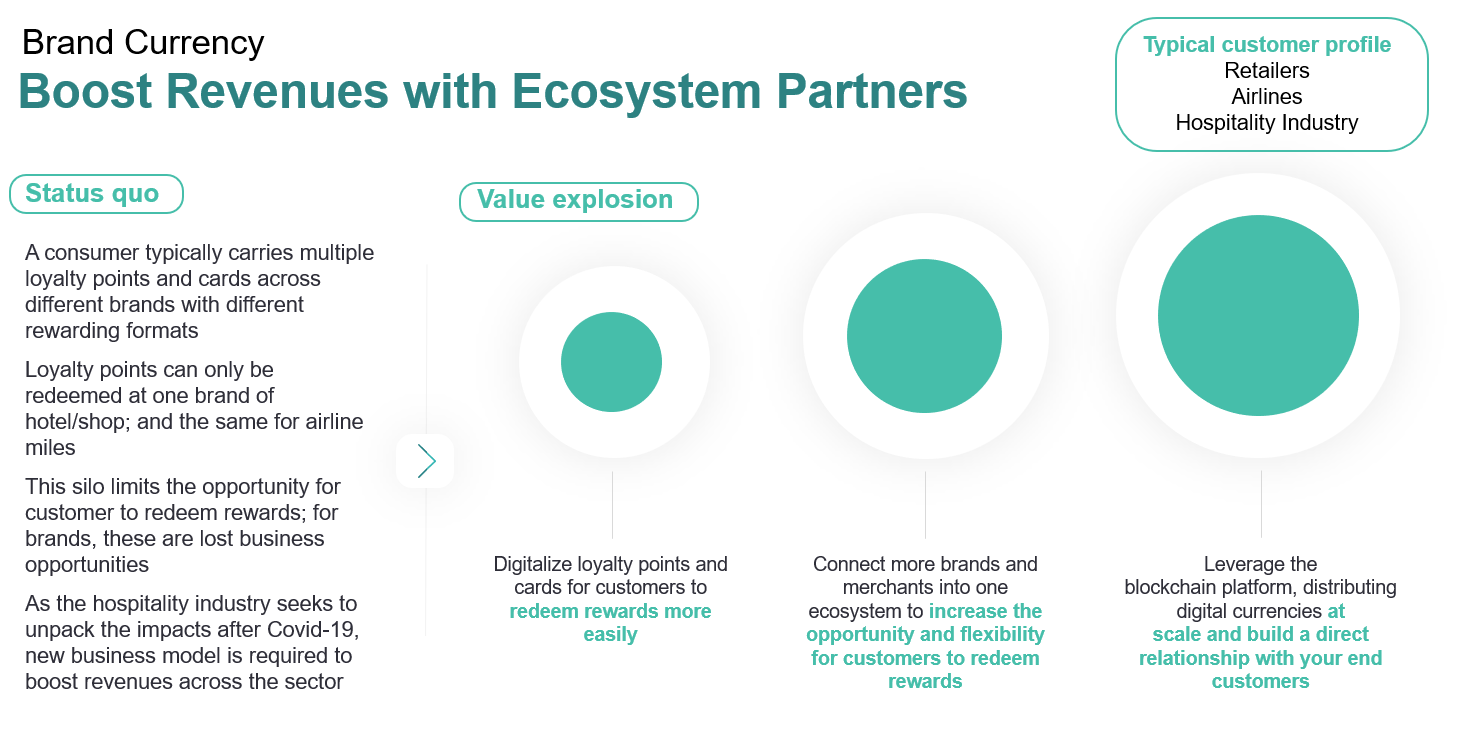 Brand Currency
Boost Revenues with Ecosystem Partners
Typical customer profile
Retailers
Airlines
Hospitality Industry
Status quo
A consumer typically carries multiple
loyalty points and cards across
different brands with different
rewarding formats
Loyalty points can only be
redeemed at one brand of
hotel/shop; and the same for airline
miles
This silo limits the opportunity for
customer to redeem rewards; for
brands, these are lost business
opportunities
As the hospitality industry seeks to
unpack the impacts after Covid-19,
new business model is required to
boost revenues across the sector
Value explosion
Digitalize loyalty points and
cards for customers to
redeem rewards more
easily
Connect more brands and
merchants into one
ecosystem to increase the
opportunity and flexibility
for customers to redeem
rewards
Leverage the
blockchain platform, distributing
digital currencies at
scale and build a direct
relationship with your end
customers